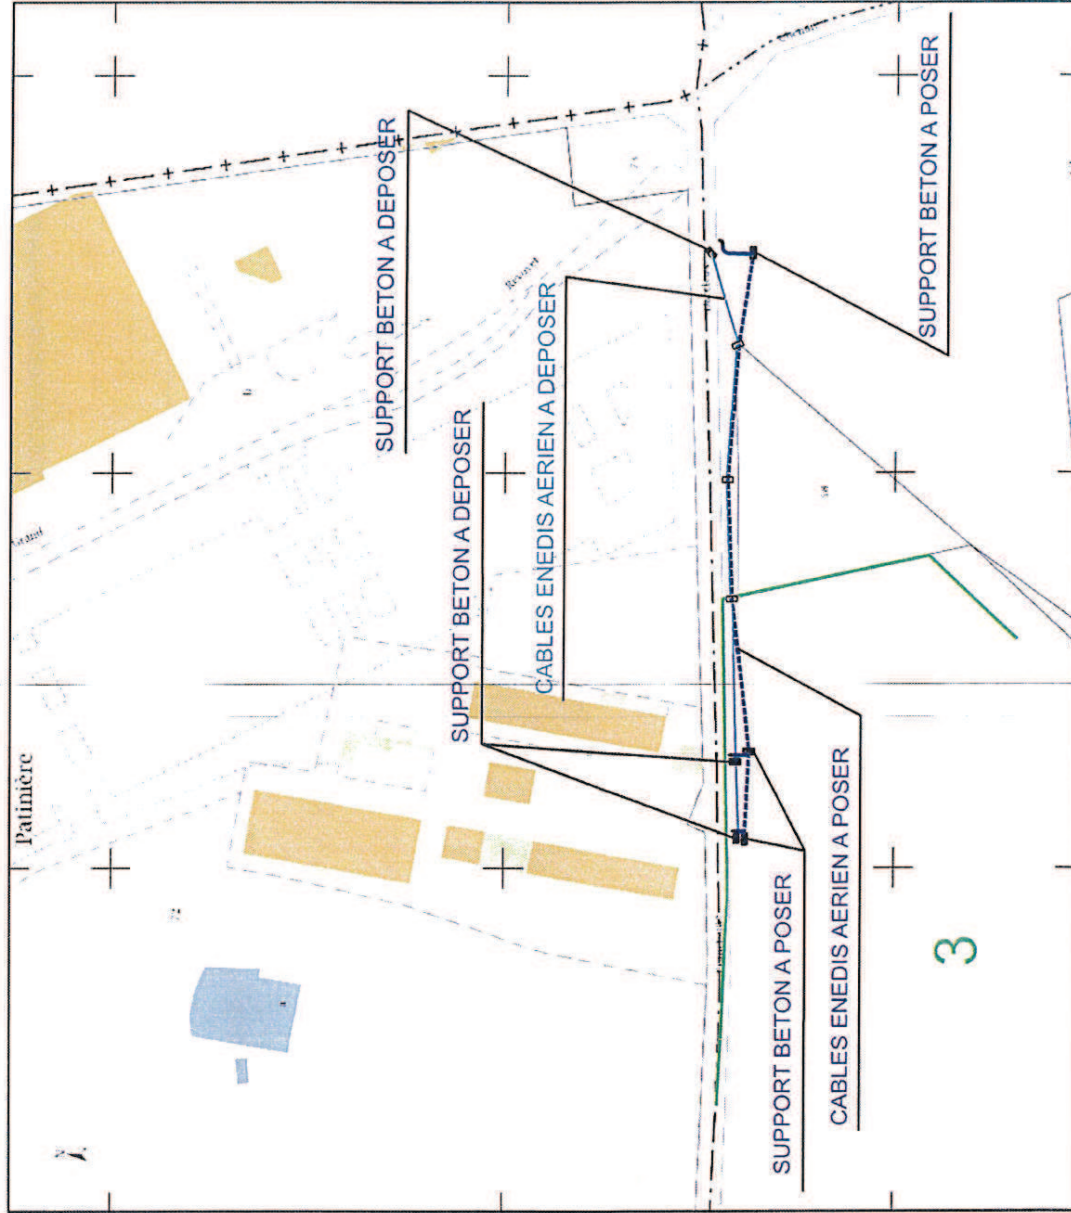 Patinière
SUPPORT BETON A DEPOSER
SUPPORT BETON A DEPOSER
CABLES ENEDIS AERIEN A DEPOSER
SUPPORT BETON A POSER
SUPPORT BETON A POSER
CABLES ENEDIS AERIEN A POSER
3
N